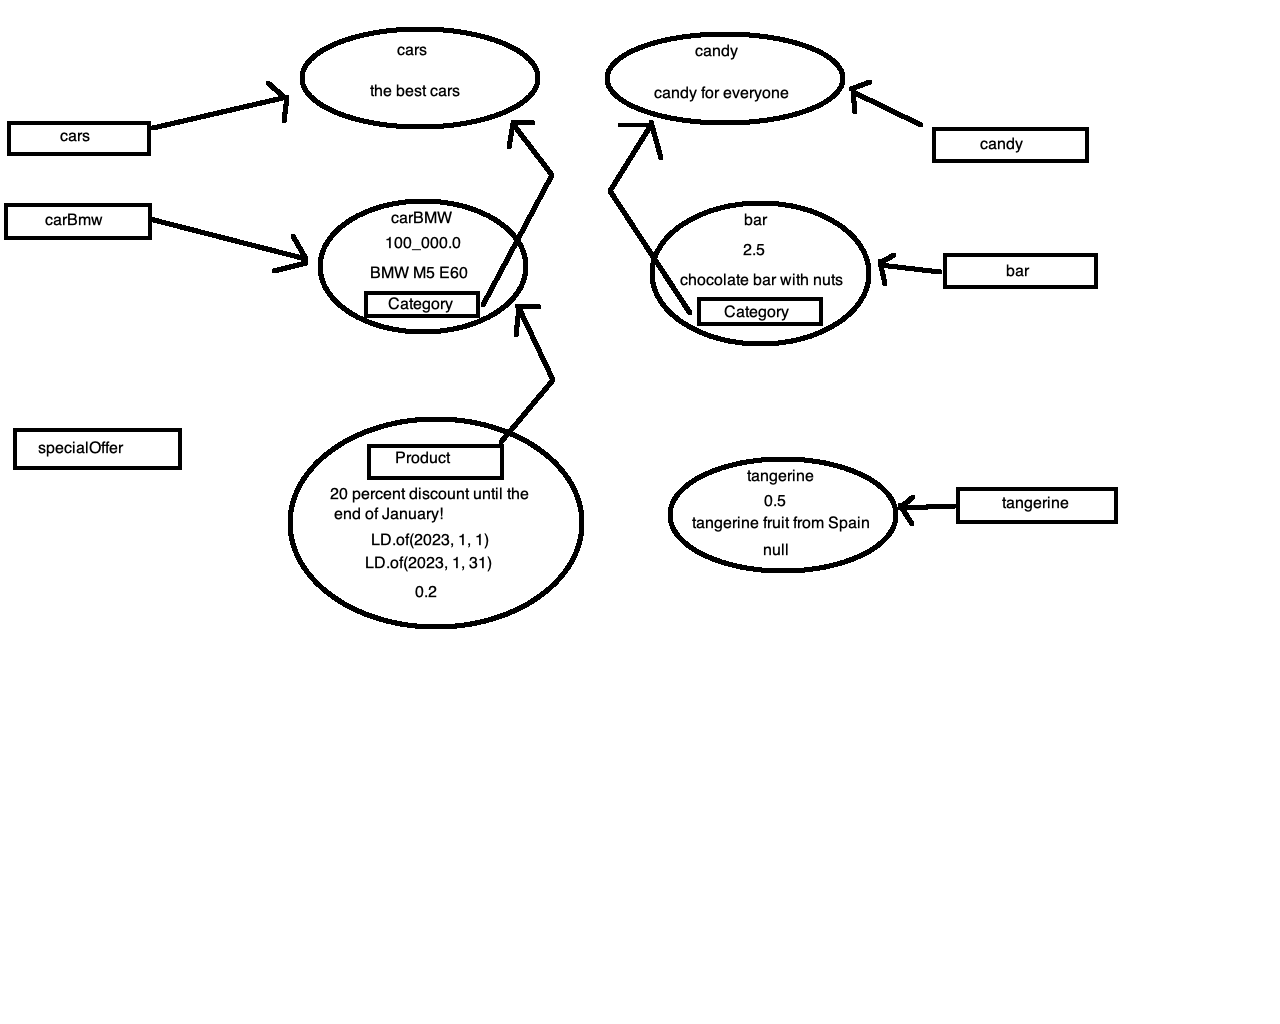 cars
the best cars
candy
candy for everyone
cars
candy
carBmw
carBMW
100_000.0
BMW M5 E60
Category
bar
2.5
chocolate bar with nuts
Category
bar
specialOffer
Product
20 percent discount until the
end of January!
LD.of(2023, 1, 1)
LD.of(2023, 1, 31)
0.2
tangerine
0.5
tangerine fruit from Spain
null
tangerine